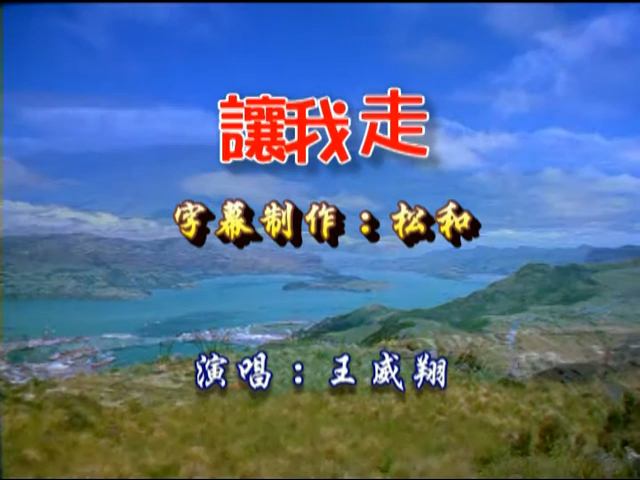 讓我走
字幕制作：松和
演唱：王威翔